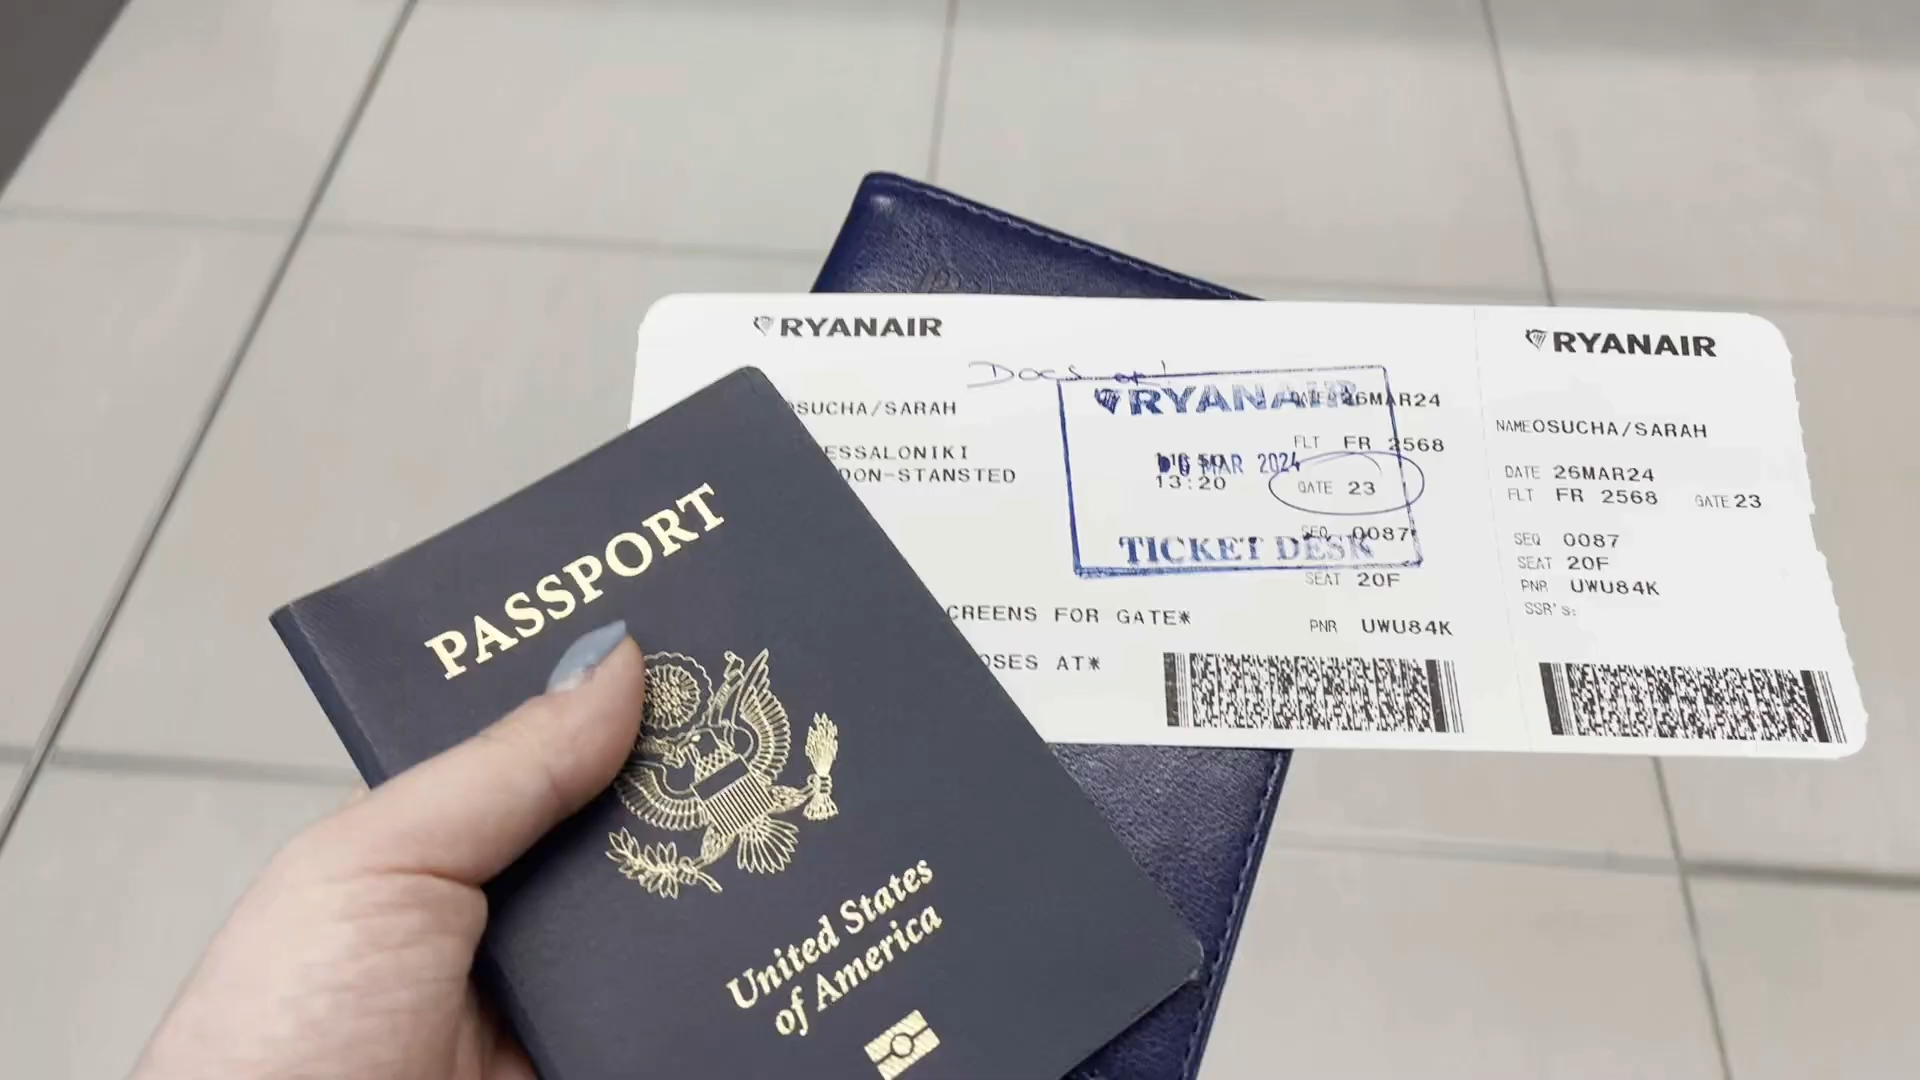 RYANAIR
Docs
OSUCHA/SARAH
ESSALONIKI
DON-STANSTED
13:20
CREENS FOR GATE*
OSES AT*
RYANAIR
MAR 2024
TICKET DESK
26MAR24
FLT FR 2568
GATE 23
SEQ 0087
SEAT 20F
PNR UWU84K
RYANAIR
NAME OSUCHA/SARAH
DATE 26MAR24
FLT FR 2568 GATE 23
SEQ 0087
SEAT 20F
PNR UWU84K
SSR's:
PASSPORT
United States
of America